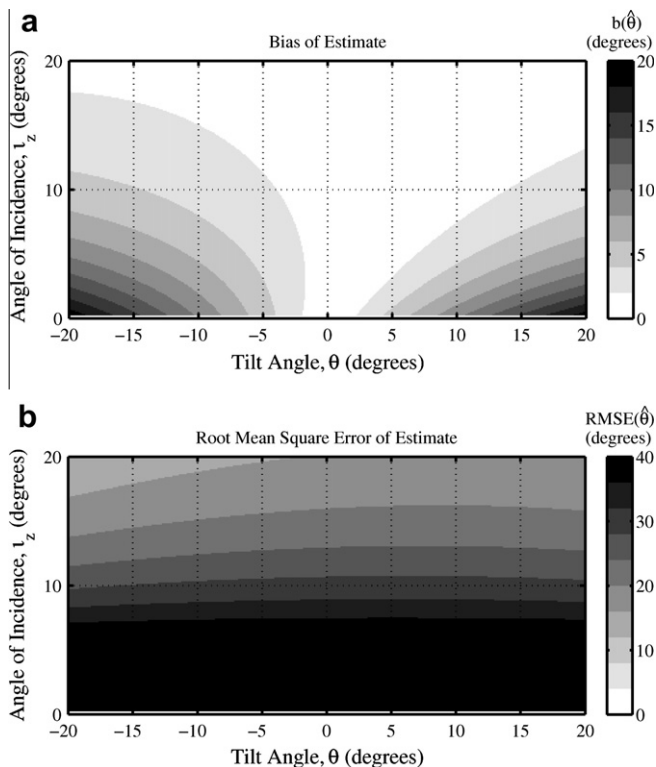 a
b(θ̂)
Bias of Estimate
(degrees)
Angle of Incidence, ι_z (degrees)
20
10
0
−20 −15 −10 −5 0 5 10 15 20
Tilt Angle, θ (degrees)
20
15
10
5
0
b
RMSE(θ̂)
Root Mean Square Error of Estimate
(degrees)
Angle of Incidence, ι_z (degrees)
20
10
0
−20 −15 −10 −5 0 5 10 15 20
Tilt Angle, θ (degrees)
40
30
20
10
0